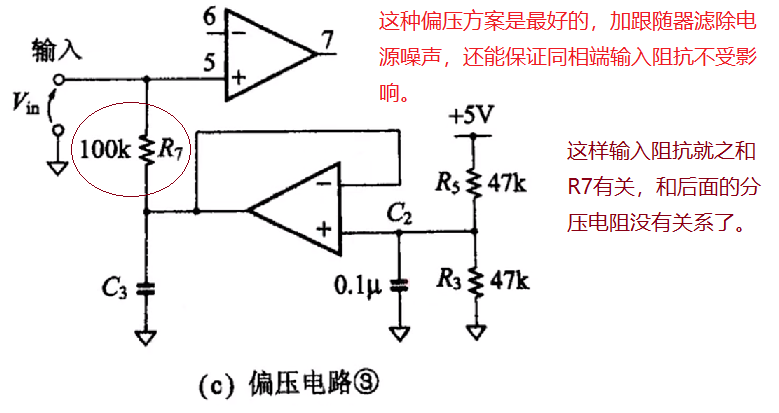 这种偏压方案是最好的，加跟随器滤除电
源噪声，还能保证同相端输入阻抗不受影
响。
输入
6
−
7
5
+
Vin
100k R7
+5V
这样输入阻抗就之和
R7有关，和后面的分
压电阻没有关系了。
−
R5 47k
+
C2
C3
0.1μ
R3 47k
(c) 偏压电路③